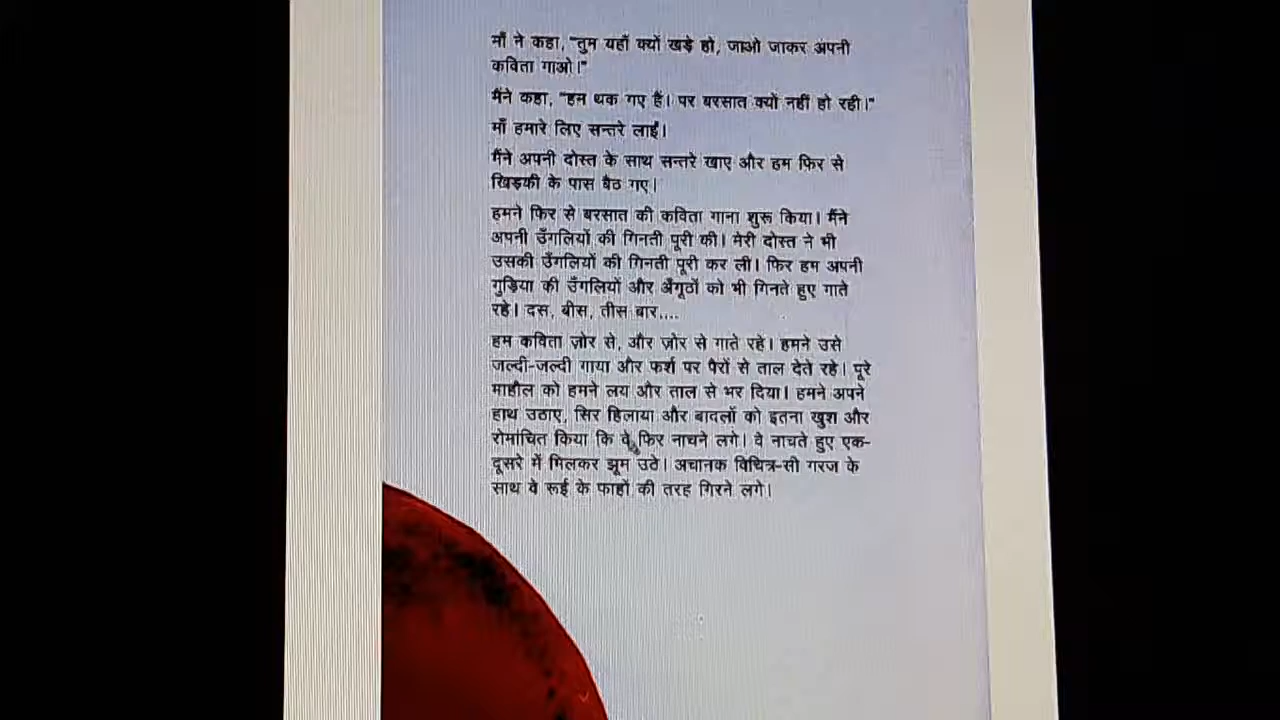 माँ ने कहा, "तुम यहाँ क्यों खड़े हो, जाओ जाकर अपनी
कविता गाओ।"
मैंने कहा, "हम थक गए हैं। पर बरसात क्यों नहीं हो रही।"
माँ हमारे लिए सन्तरे लाईं।
मैंने अपनी दोस्त के साथ सन्तरे खाए और हम फिर से
खिड़की के पास बैठ गए।
हमने फिर से बरसात की कविता गाना शुरू किया। मैंने
अपनी उँगलियों की गिनती पूरी की। मेरी दोस्त ने भी
उसकी उँगलियों की गिनती पूरी कर ली। फिर हम अपनी
गुड़िया की उँगलियों और अँगूठों को भी गिनते हुए गाते
रहे। दस, बीस, तीस बार....
हम कविता ज़ोर से, और ज़ोर से गाते रहे। हमने उसे
जल्दी-जल्दी गाया और फर्श पर पैरों से ताल देते रहे। पूरे
माहौल को हमने लय और ताल से भर दिया। हमने अपने
हाथ उठाए, सिर हिलाया और बादलों को इतना खुश और
रोमांचित किया कि वे फिर नाचने लगे। वे नाचते हुए एक-
दूसरे में मिलकर झूम उठे। अचानक विचित्र-सी गरज के
साथ वे रूई के फाहों की तरह गिरने लगे।